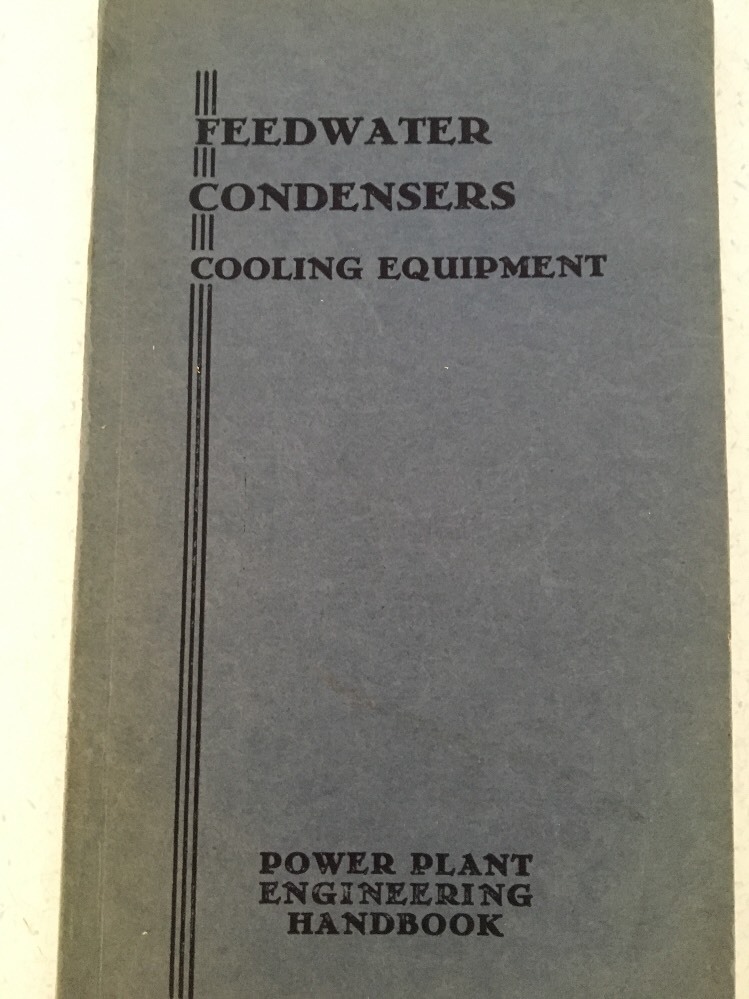 FEEDWATER
CONDENSERS
COOLING EQUIPMENT
POWER PLANT
ENGINEERING
HANDBOOK